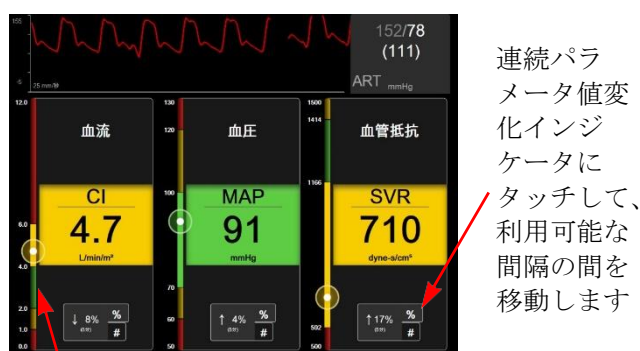 155
-5
25 mm/秒
152/78
(111)
ART mmHg
12.0
6.0
4.0
2.0
1.0
0.0
血流
CI
4.7
L/min/m²
↓ 8%
%
#
130
120
100
70
60
50
血圧
MAP
91
mmHg
↑ 4%
%
#
1500
1414
1166
502
500
血管抵抗
SVR
710
dyne-s/cm⁵
↑17%
%
#
連続パラ
メータ値変
化インジ
ケータに
タッチして、
利用可能な
間隔の間を
移動します